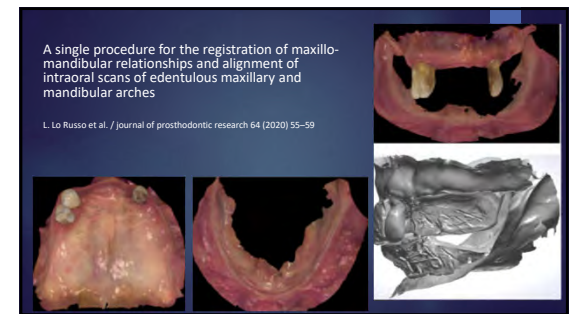 A single procedure for the registration of maxillo-
mandibular relationships and alignment of
intraoral scans of edentulous maxillary and
mandibular arches
L. Lo Russo et al. / journal of prosthodontic research 64 (2020) 55–59